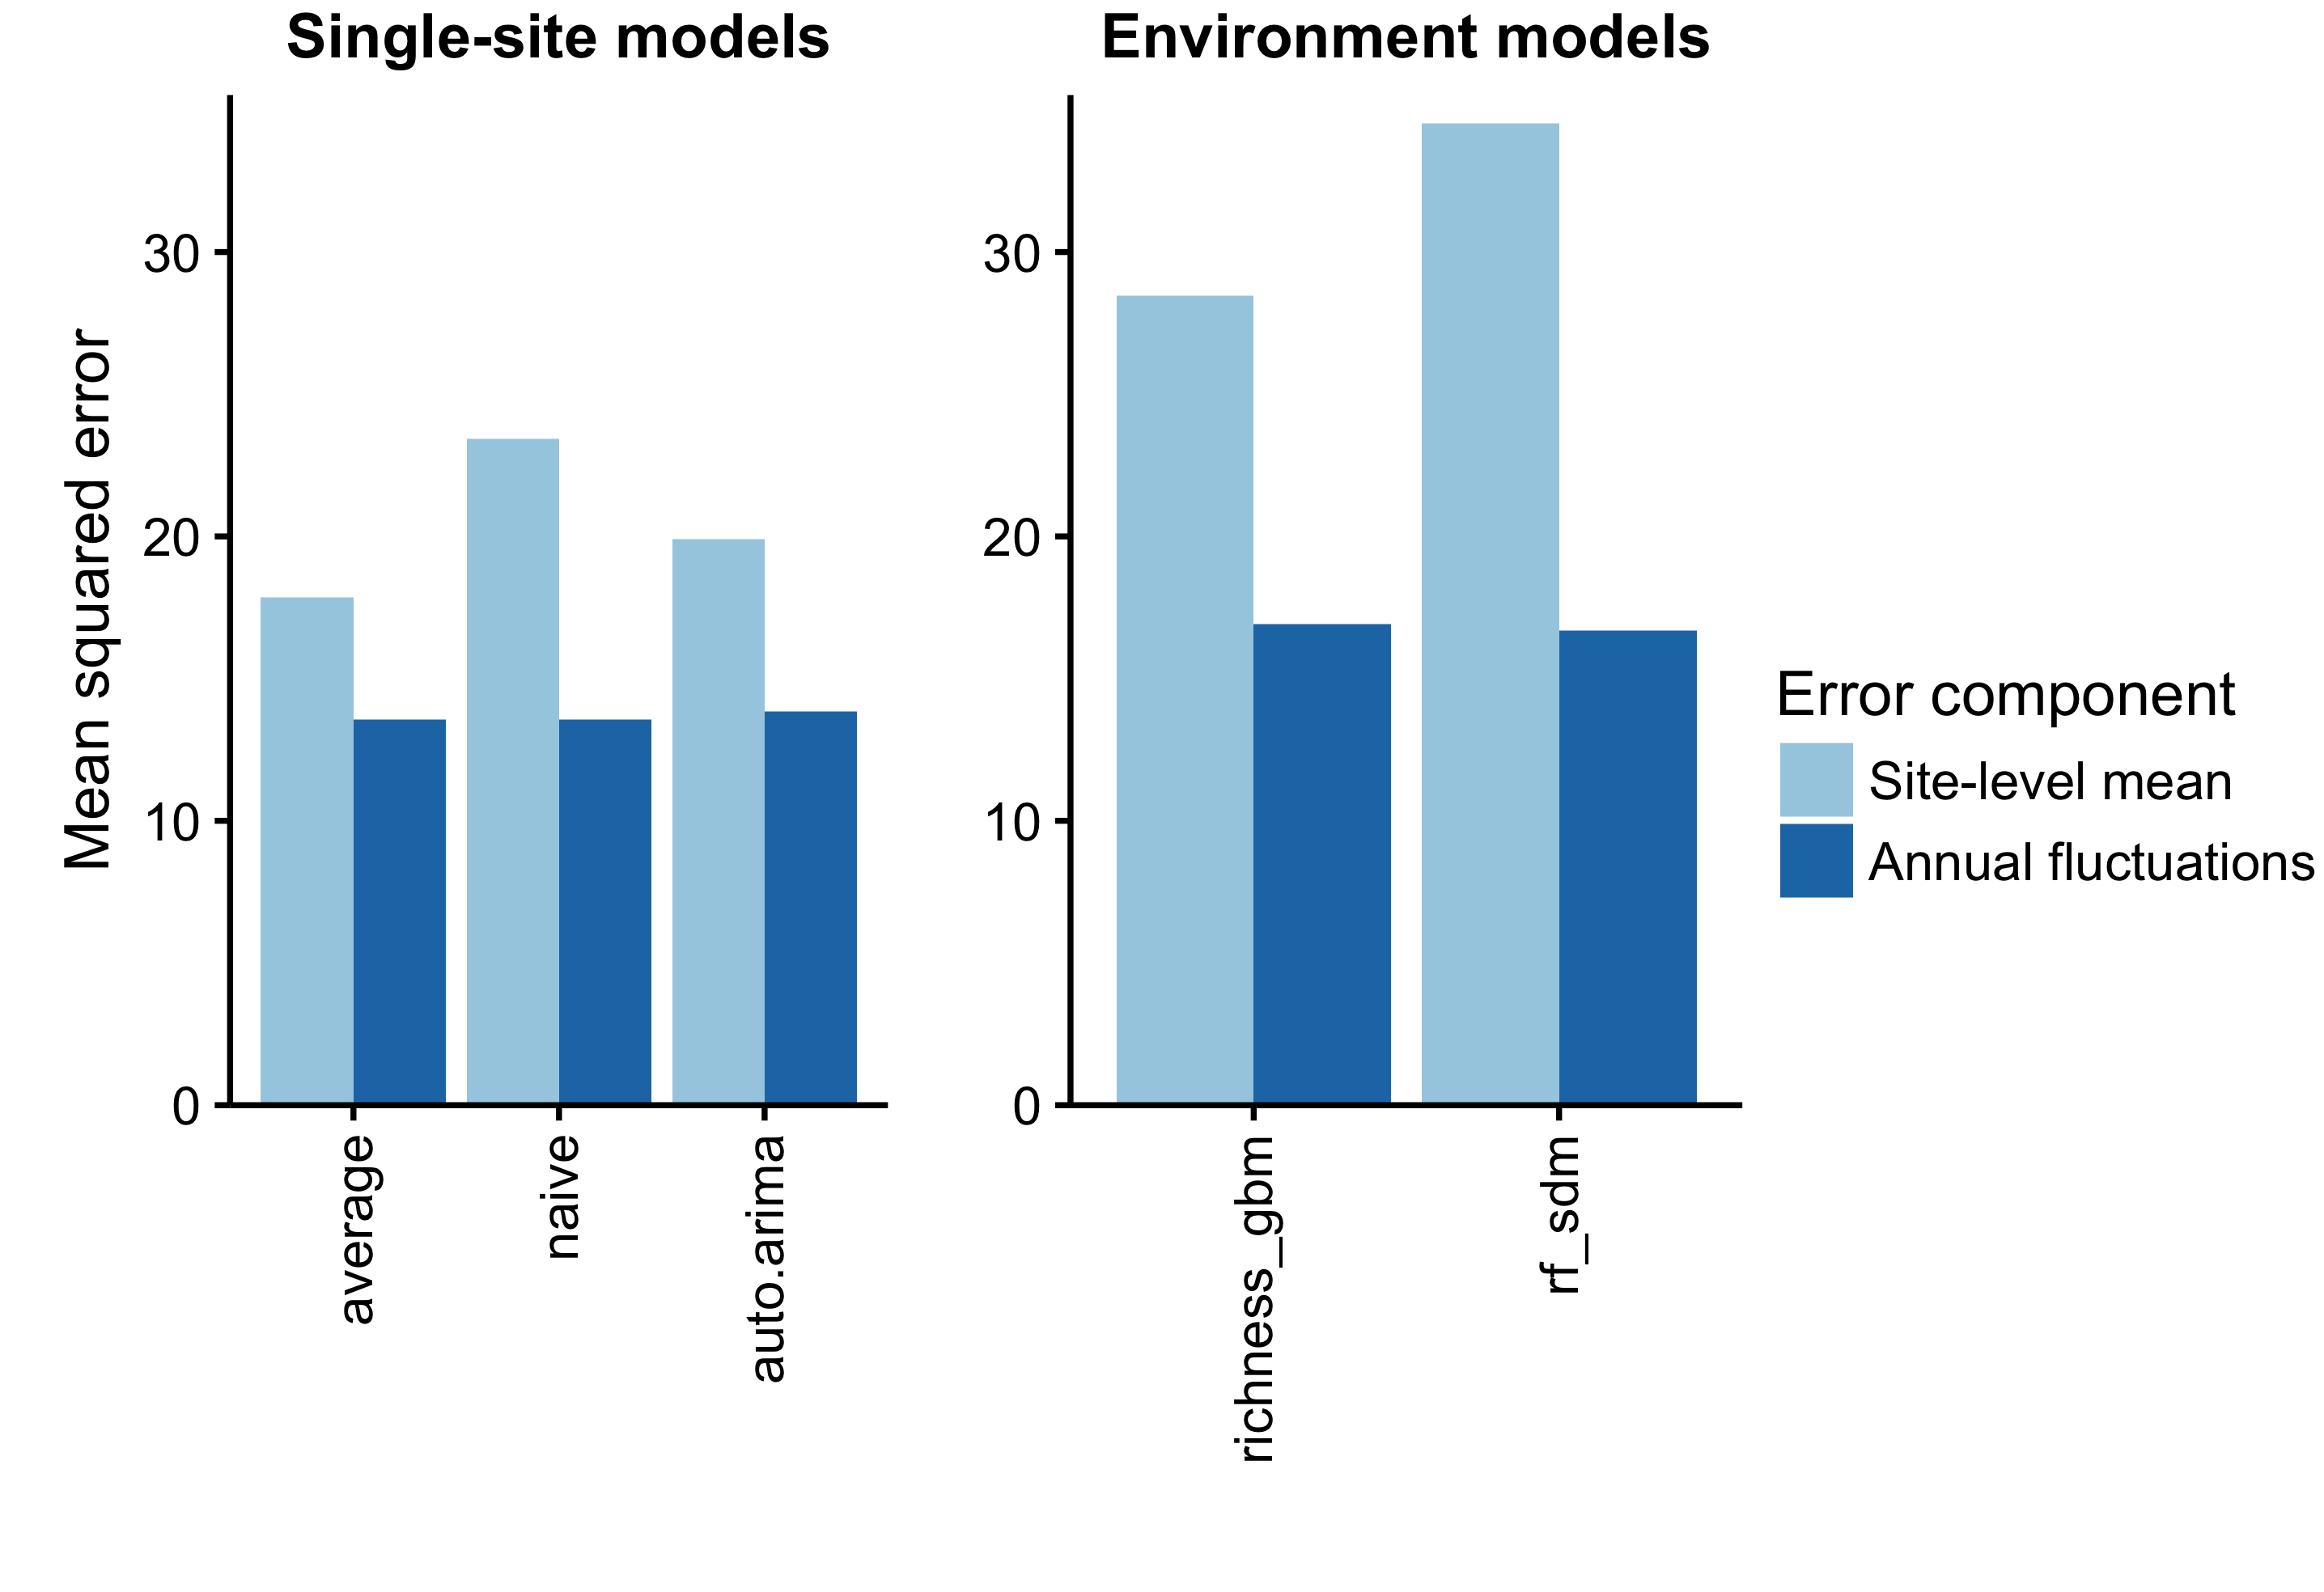 Single-site models
Environment models
Mean squared error
30
20
10
0
average
naive
auto.arima
30
20
10
0
richness_gbm
rf_sdm
Error component
Site-level mean
Annual fluctuations